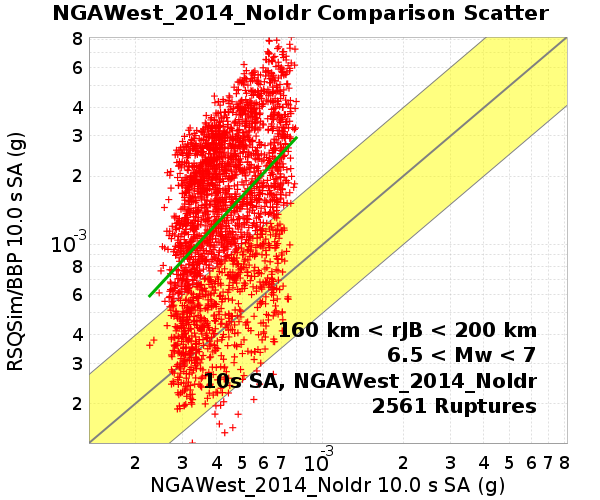 NGAWest_2014_NoIdr Comparison Scatter
RSQSim/BBP 10.0 s SA (g)
8
6
4
3
2
10-3
8
6
4
3
2
160 km < rJB < 200 km
6.5 < Mw < 7
10s SA, NGAWest_2014_NoIdr
2561 Ruptures
2 3 4 5 6 7 10-3 2 3 4 5 6 7 8
NGAWest_2014_NoIdr 10.0 s SA (g)